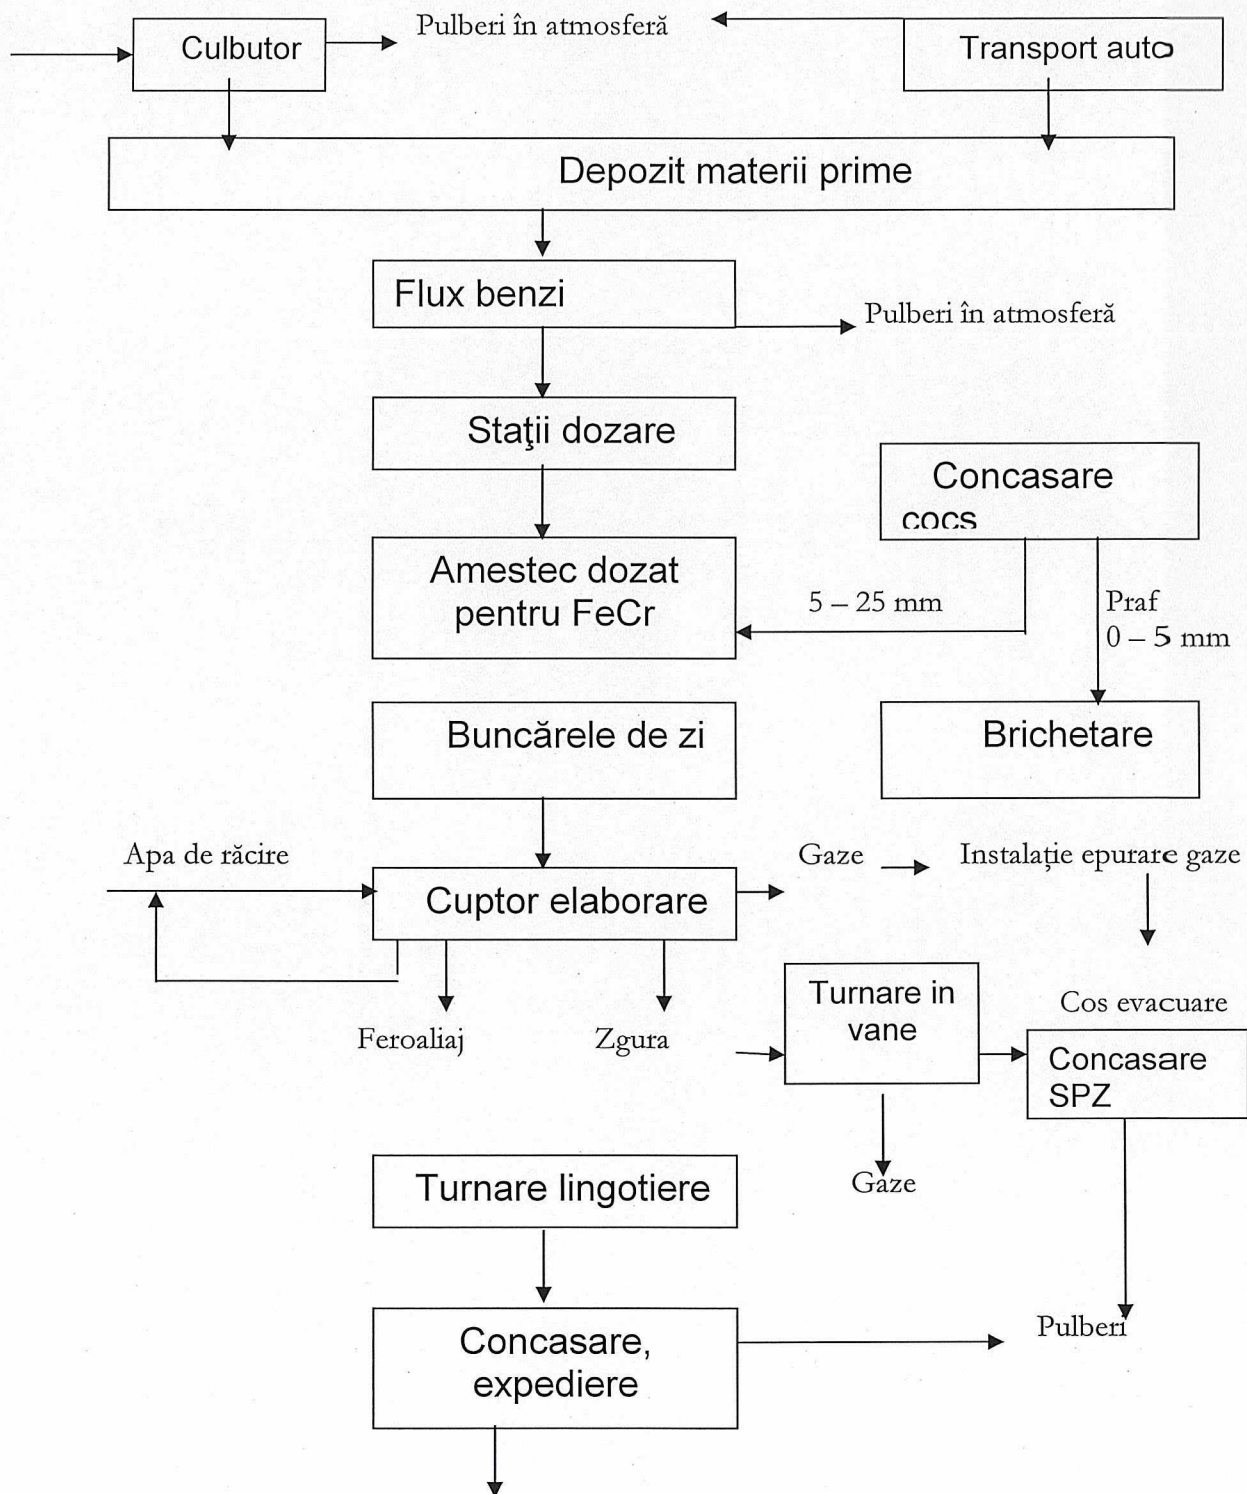 Culbutor
Pulberi în atmosferă
Transport auto
Depozit materii prime
Flux benzi
Pulberi în atmosferă
Staţii dozare
Concasare
cocs
Amestec dozat
pentru FeCr
5 – 25 mm
Praf
0 – 5 mm
Buncărele de zi
Brichetare
Apa de răcire
Gaze
Instalație epurare gaze
Cuptor elaborare
Turnare in
vane
Cos evacuare
Feroaliaj
Zgura
Concasare
SPZ
Turnare lingotiere
Gaze
Concasare,
expediere
Pulberi